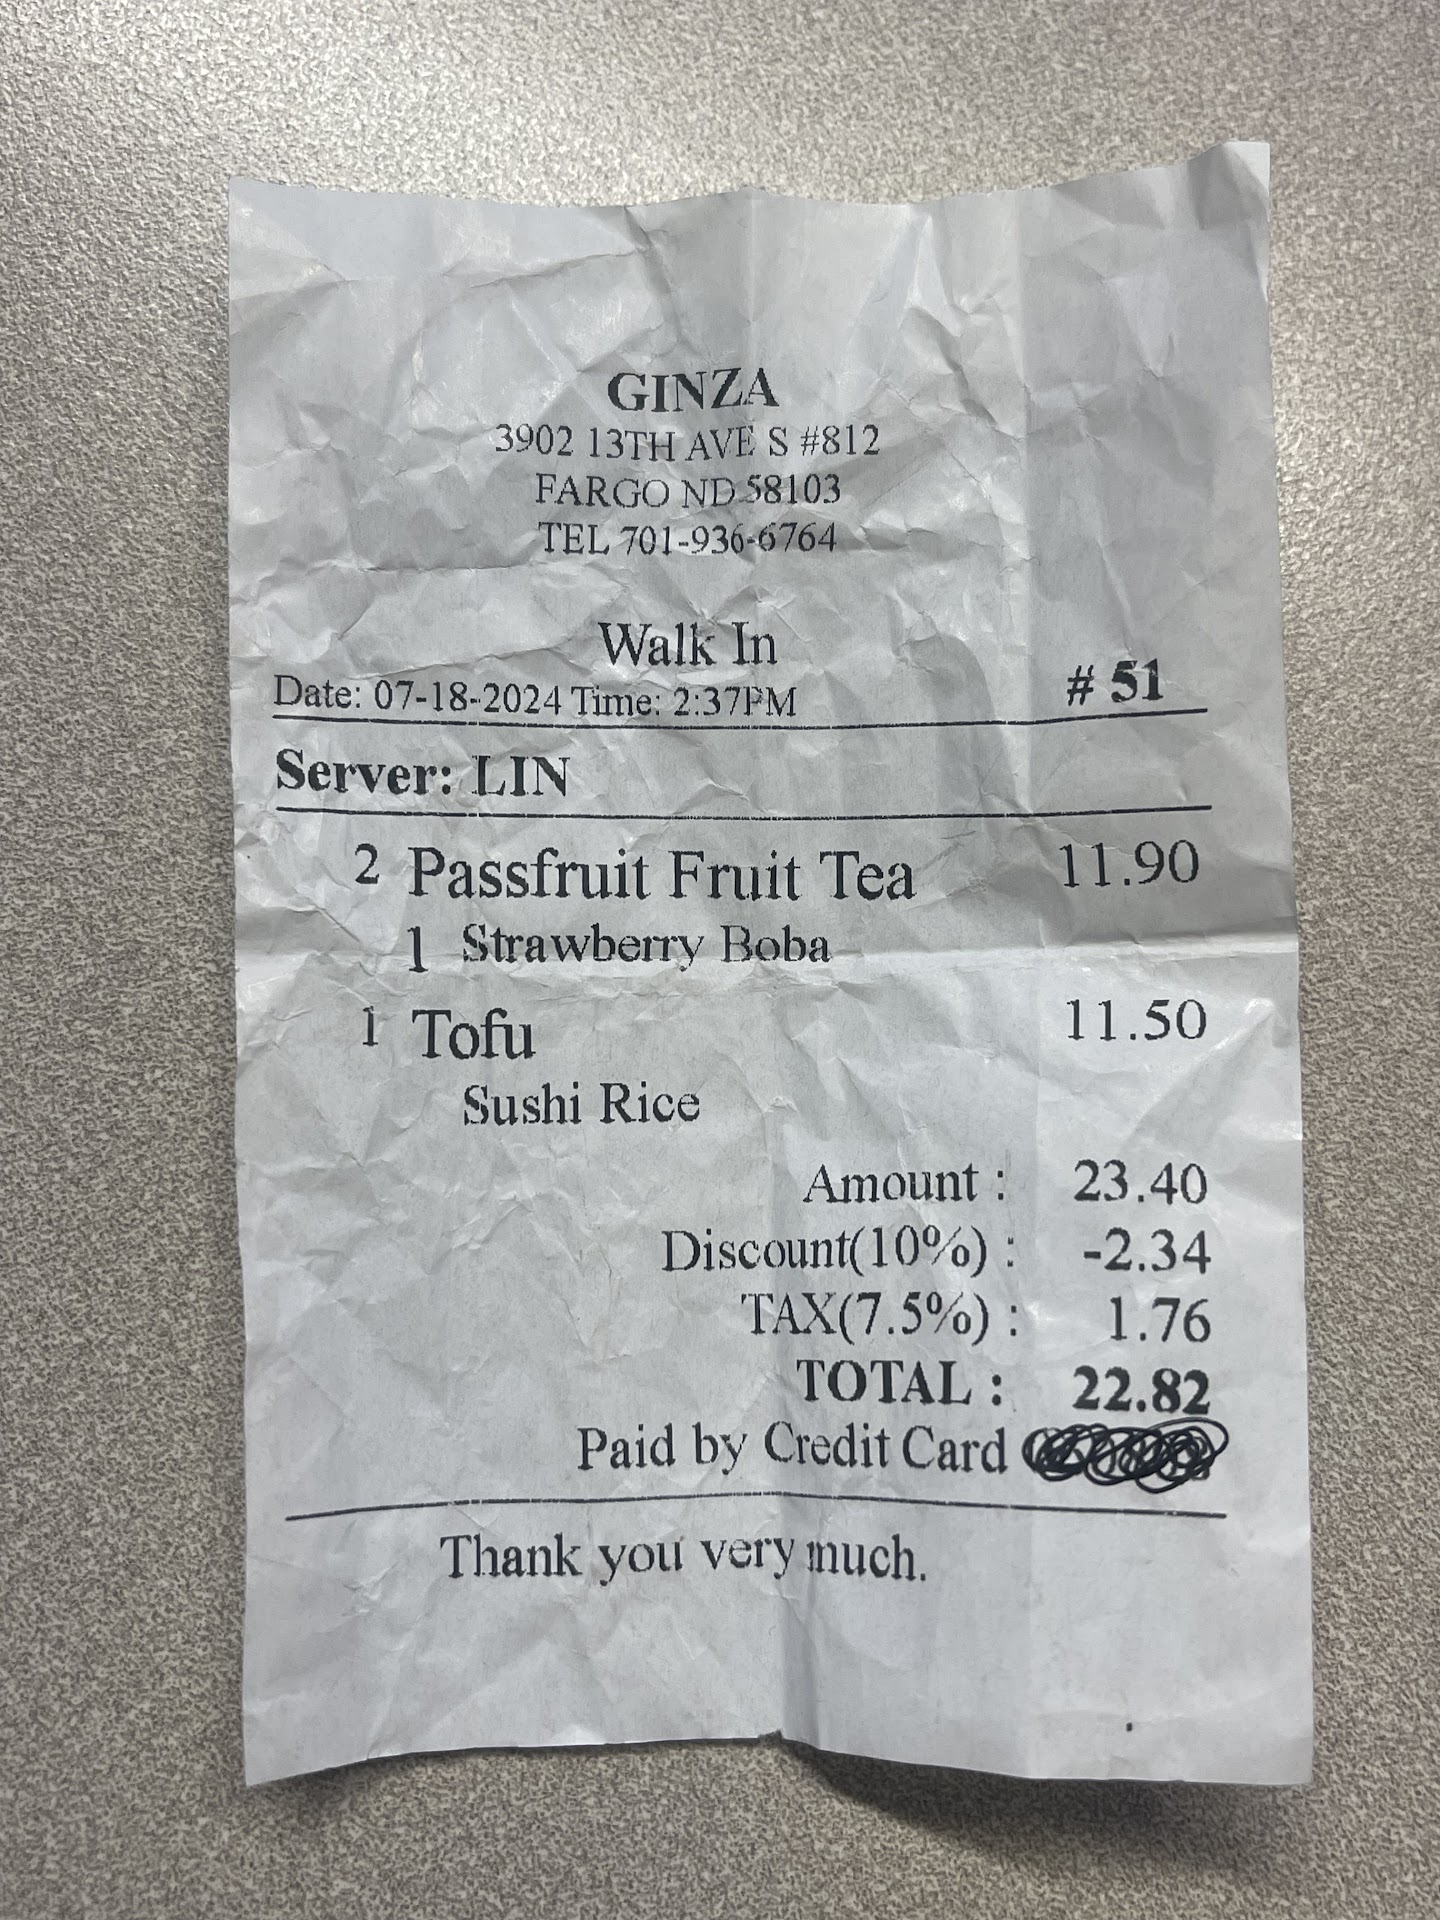 GINZA
3902 13TH AVE S #812
FARGO ND 58103
TEL 701-936-6764
Walk In
Date: 07-18-2024 Time: 2:37PM # 51
Server: LIN
2 Passfruit Fruit Tea 11.90
1 Strawberry Boba
1 Tofu 11.50
Sushi Rice
Amount : 23.40
Discount(10%) : -2.34
TAX(7.5%) : 1.76
TOTAL : 22.82
Paid by Credit Card
Thank you very much.